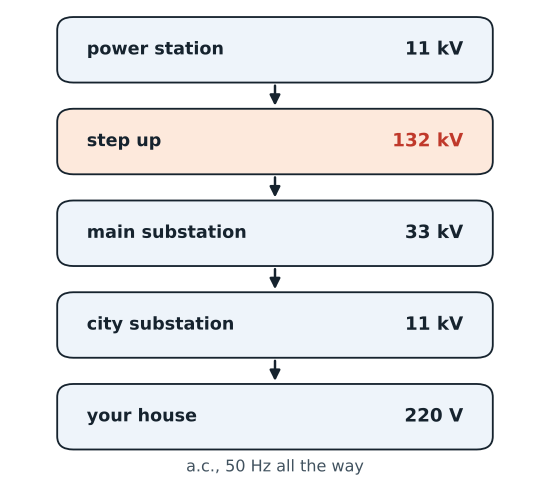 power station 11 kV
step up 132 kV
main substation 33 kV
city substation 11 kV
your house 220 V
a.c., 50 Hz all the way